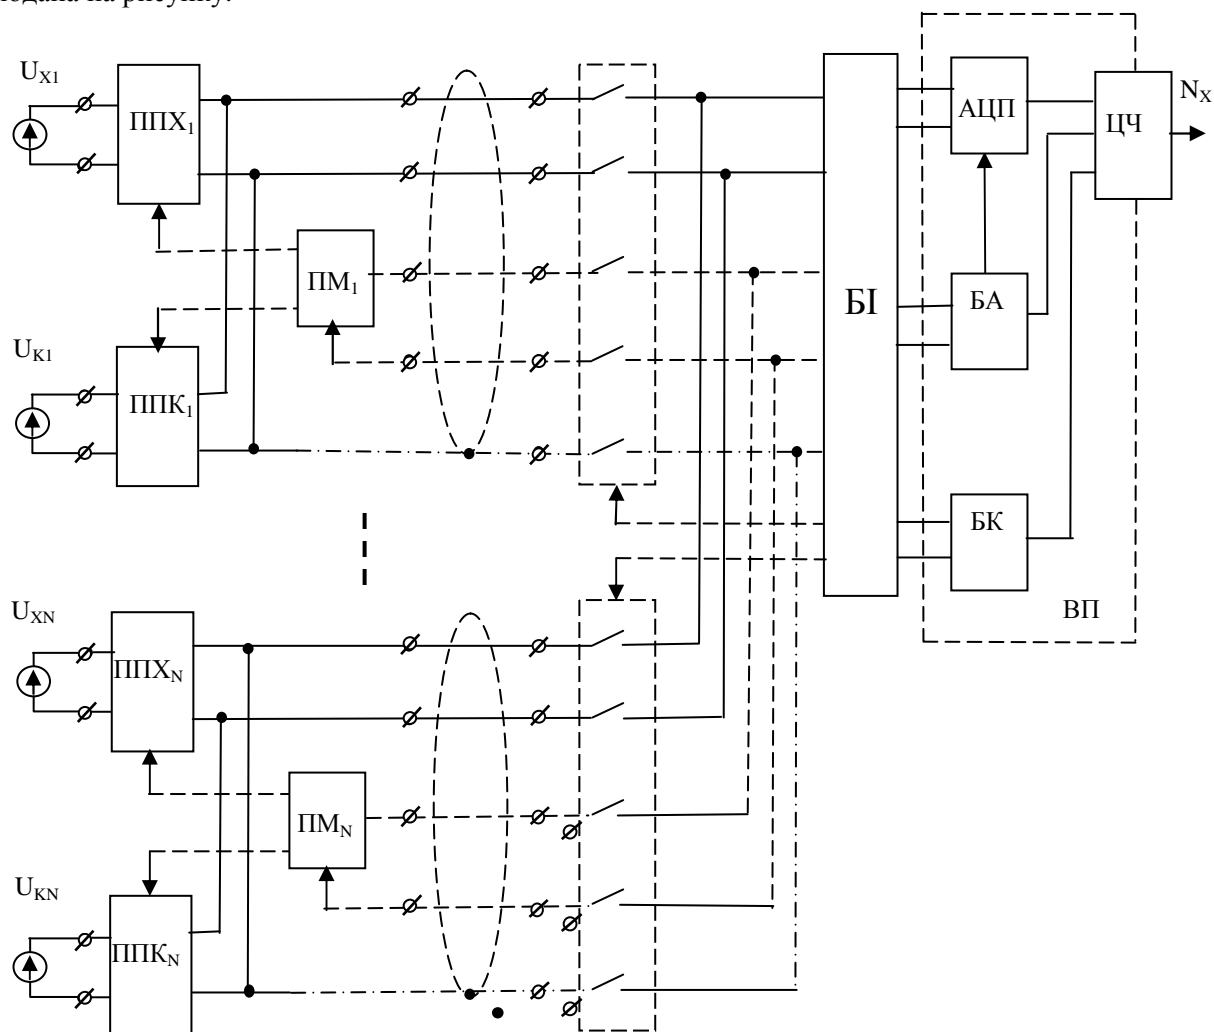 U_X1
ППХ_1
ПМ_1
U_K1
ППК_1
U_XN
ППХ_N
ПМ_N
U_KN
ППК_N
БІ
АЦП
ЦЧ
N_X
БА
БК
ВП